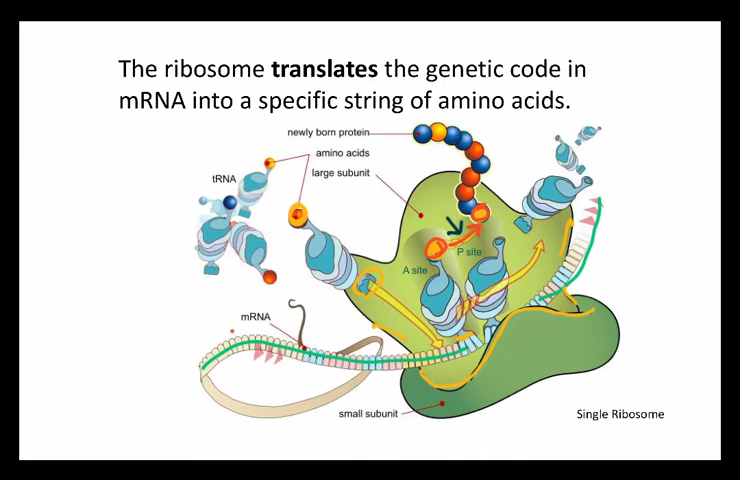 The ribosome translates the genetic code in
mRNA into a specific string of amino acids.
newly born protein
amino acids
large subunit
tRNA
P site
A site
mRNA
small subunit
Single Ribosome